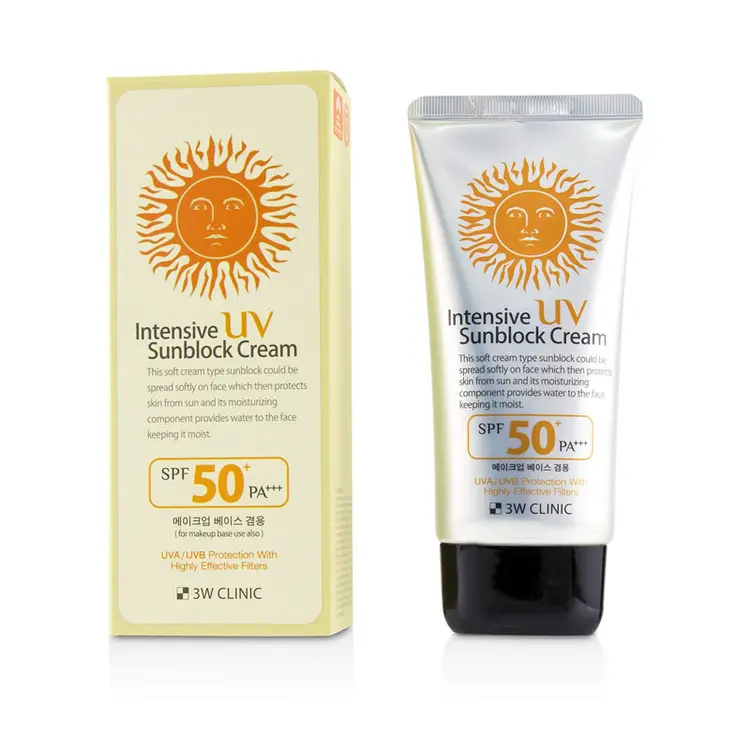 Intensive UV
Sunblock Cream
This soft cream type sunblock could be
spread softly on face which then protects
skin from sun and its moisturizing
component provides water to the face
keeping it moist.
SPF 50+ PA+++
메이크업 베이스 겸용
( for makeup base use also )
UVA / UVB Protection With
Highly Effective Filters
3W CLINIC
Intensive UV
Sunblock Cream
This soft cream type sunblock could be
spread softly on face which then protects
skin from sun and its moisturizing
component provides water to the face
keeping it moist.
SPF 50+ PA+++
메이크업 베이스 겸용
UVA / UVB Protection With
Highly Effective Filters
3W CLINIC